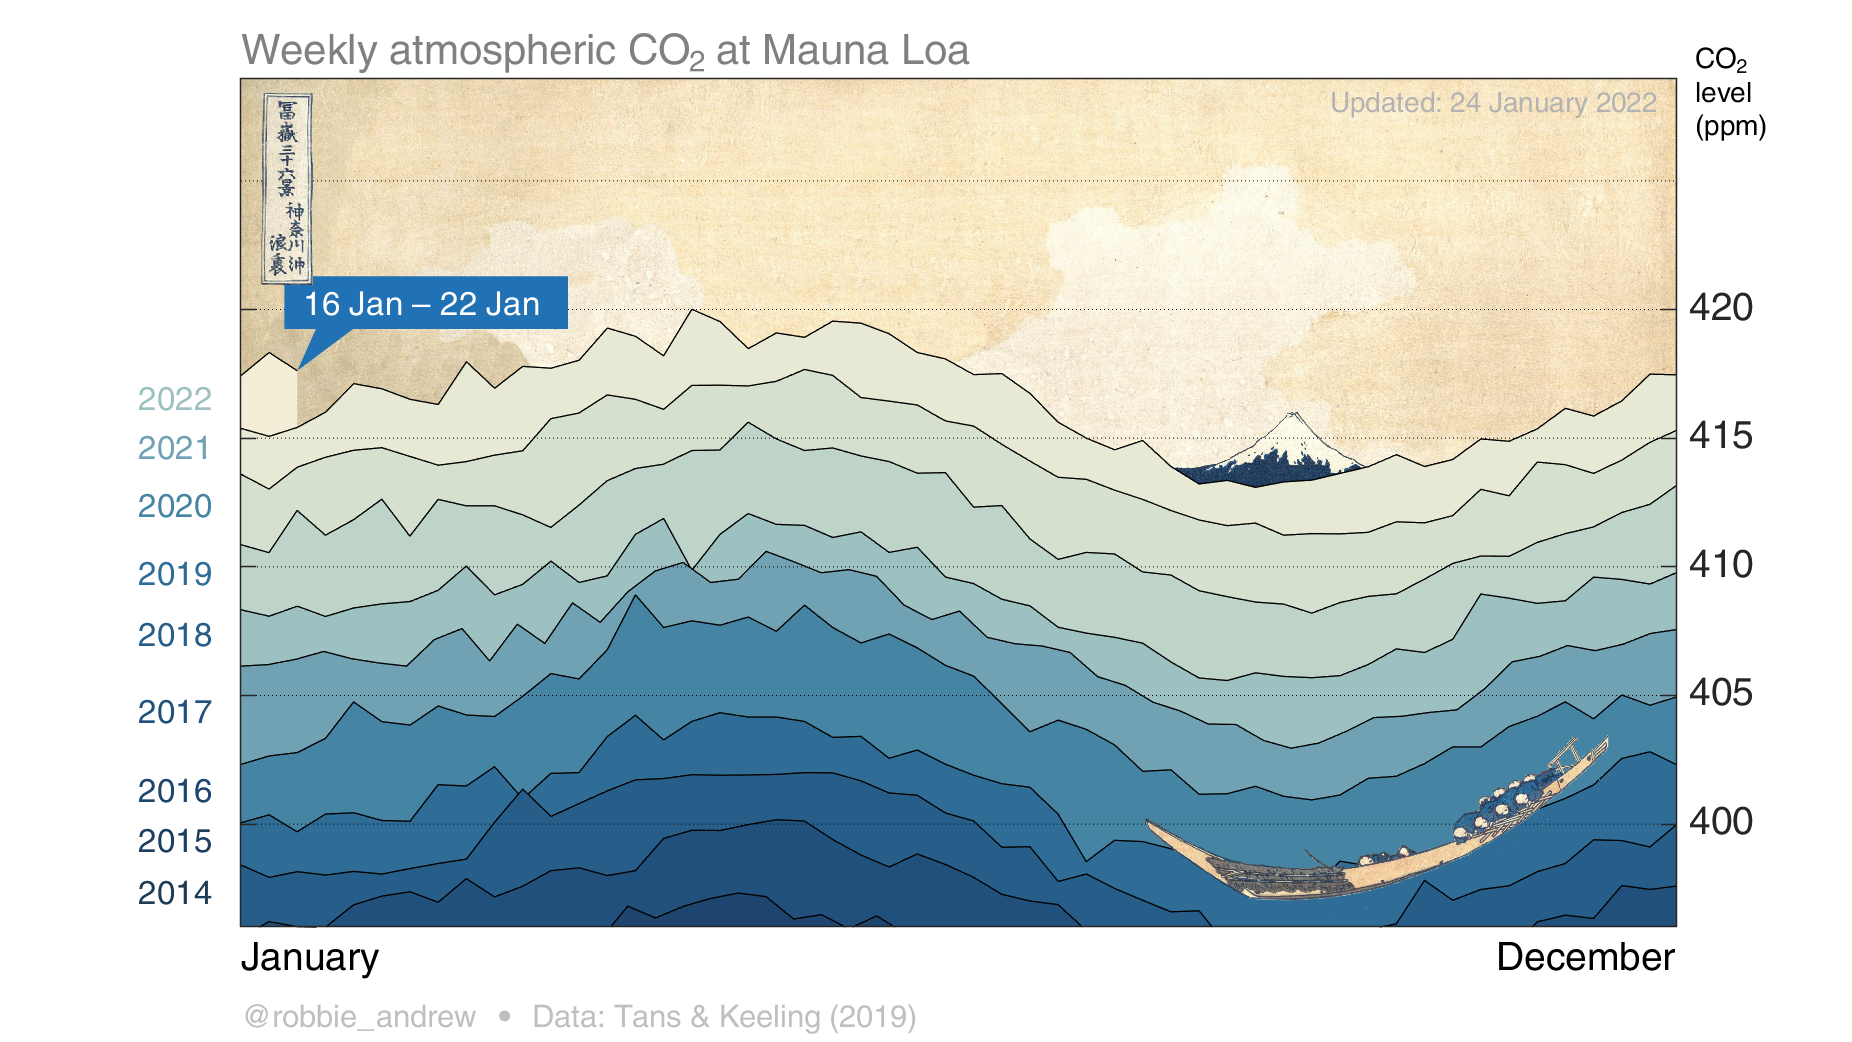 Weekly atmospheric CO₂ at Mauna Loa
CO₂
level
(ppm)
Updated: 24 January 2022
冨嶽三十六景
神奈川沖
浪裏
16 Jan – 22 Jan
420
2022
415
2021
2020
410
2019
2018
405
2017
2016
400
2015
2014
January
December
@robbie_andrew • Data: Tans & Keeling (2019)